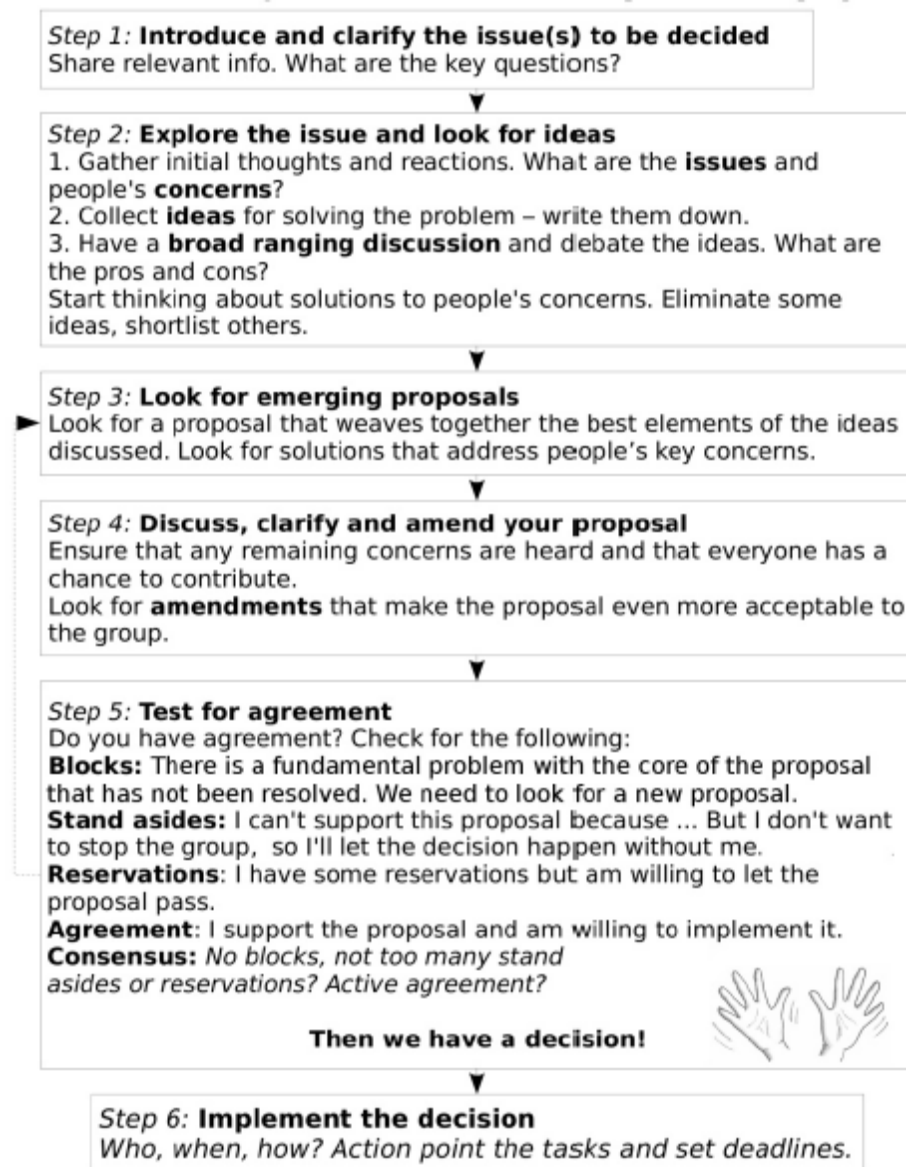 Step 1: Introduce and clarify the issue(s) to be decided
Share relevant info. What are the key questions?
Step 2: Explore the issue and look for ideas
1. Gather initial thoughts and reactions. What are the issues and
people's concerns?
2. Collect ideas for solving the problem – write them down.
3. Have a broad ranging discussion and debate the ideas. What are
the pros and cons?
Start thinking about solutions to people's concerns. Eliminate some
ideas, shortlist others.
Step 3: Look for emerging proposals
Look for a proposal that weaves together the best elements of the ideas
discussed. Look for solutions that address people’s key concerns.
Step 4: Discuss, clarify and amend your proposal
Ensure that any remaining concerns are heard and that everyone has a
chance to contribute.
Look for amendments that make the proposal even more acceptable to
the group.
Step 5: Test for agreement
Do you have agreement? Check for the following:
Blocks: There is a fundamental problem with the core of the proposal
that has not been resolved. We need to look for a new proposal.
Stand asides: I can't support this proposal because ... But I don't want
to stop the group, so I'll let the decision happen without me.
Reservations: I have some reservations but am willing to let the
proposal pass.
Agreement: I support the proposal and am willing to implement it.
Consensus: No blocks, not too many stand
asides or reservations? Active agreement?
Then we have a decision!
Step 6: Implement the decision
Who, when, how? Action point the tasks and set deadlines.